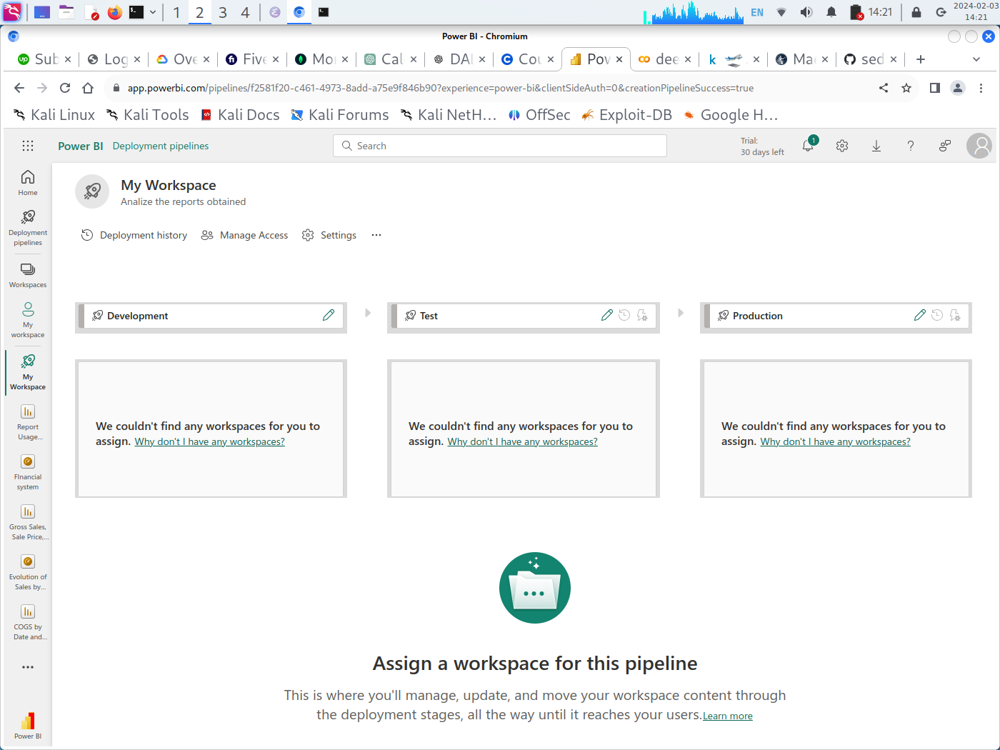 1 2 3 4 EN 14:21 2024-02-03
14:21
Power BI - Chromium
Sub Log Ove Five Mon Cal DAL Cou Pow dee k Mac sed
app.powerbi.com/pipelines/f2581f20-c461-4973-8add-a75e9f846b90?experience=power-bi&clientSideAuth=0&creationPipelineSuccess=true
Kali Linux Kali Tools Kali Docs Kali Forums Kali NetH... OffSec Exploit-DB Google H...
Power BI Deployment pipelines Search Trial:
30 days left
1
Home
Deployment
pipelines
Workspaces
My
workspace
My
Workspace
Report
Usage...
FInancial
system
Gross Sales,
Sale Price,...
Evolution of
Sales by...
COGS by
Date and...
Power BI
My Workspace
Analize the reports obtained
Deployment history Manage Access Settings
Development
Test
Production
We couldn't find any workspaces for you to
assign. Why don't I have any workspaces?
We couldn't find any workspaces for you to
assign. Why don't I have any workspaces?
We couldn't find any workspaces for you to
assign. Why don't I have any workspaces?
Assign a workspace for this pipeline
This is where you'll manage, update, and move your workspace content through
the deployment stages, all the way until it reaches your users. Learn more